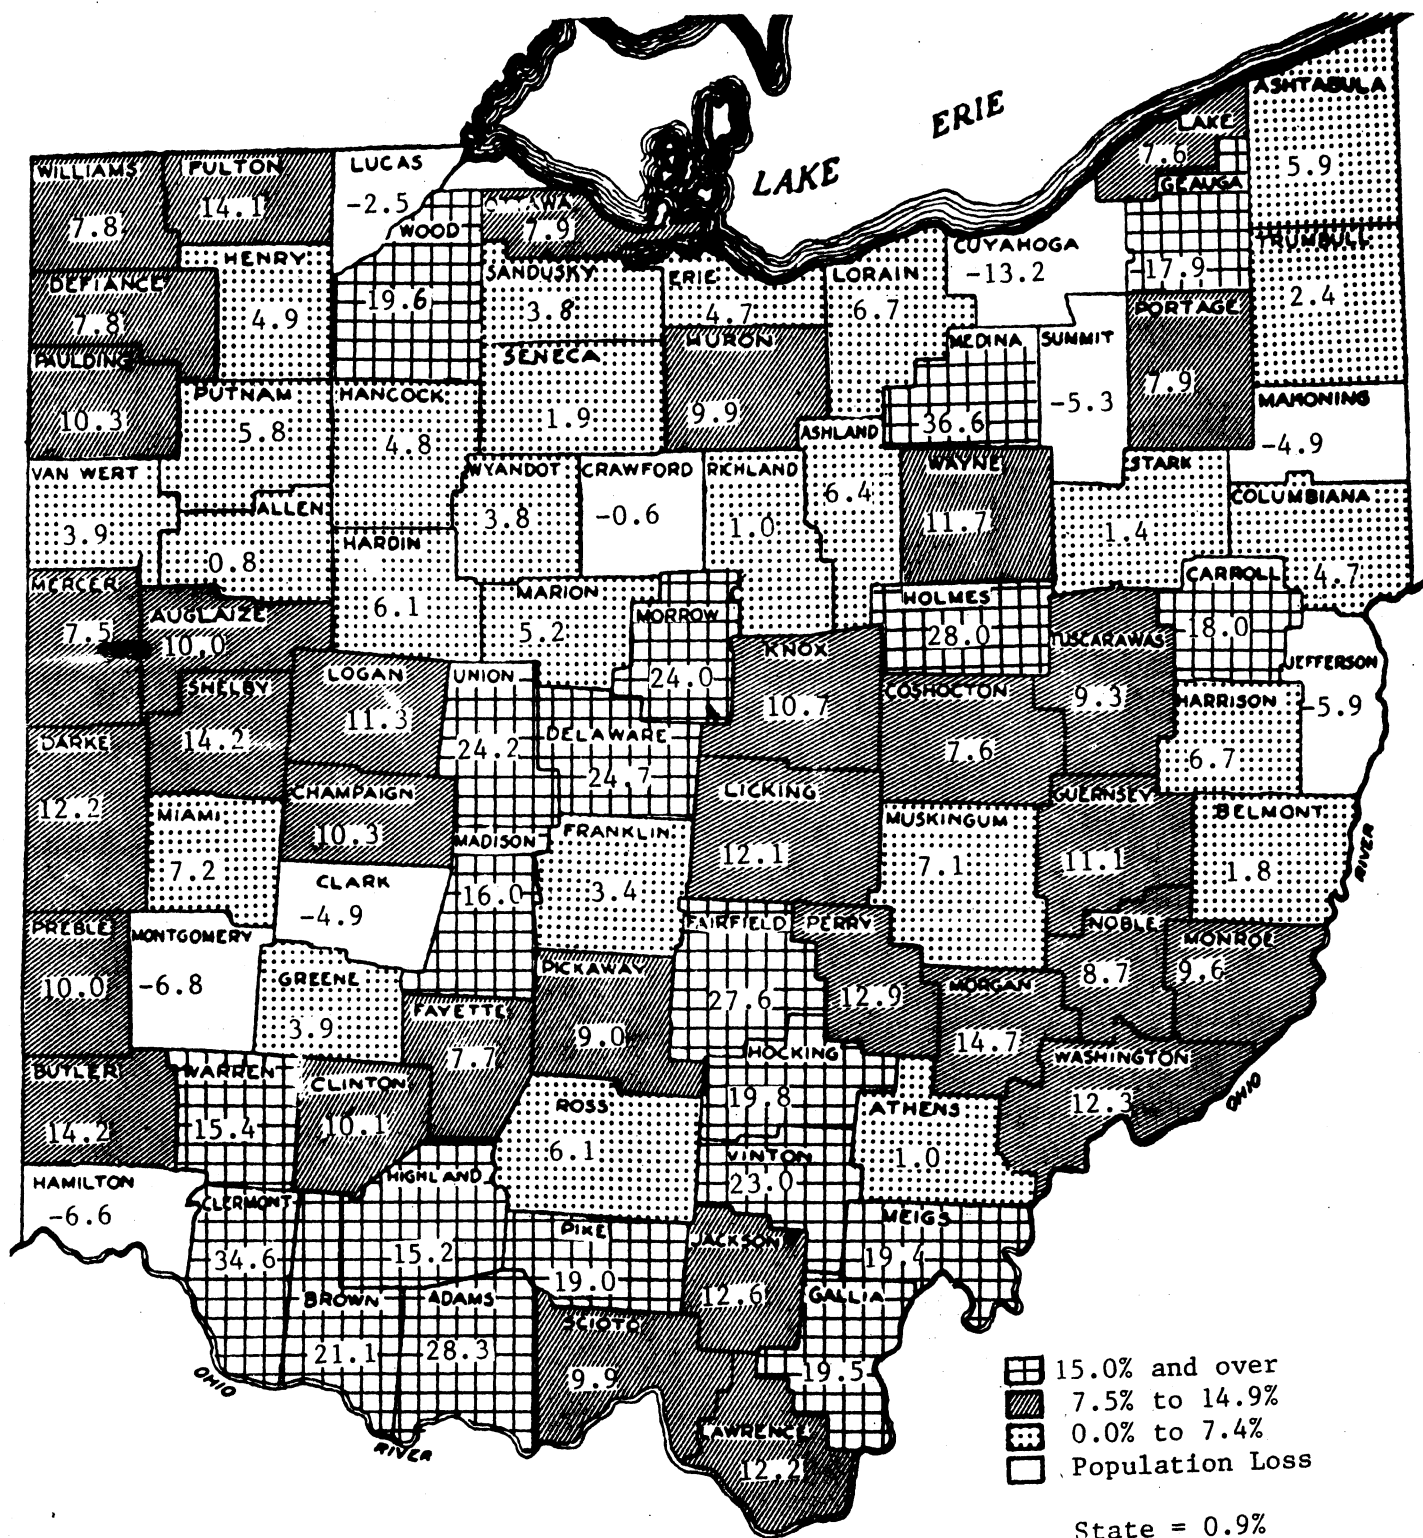 ERIE
LAKE
ASHTABULA
5.9
LAKE
7.6
GEAUGA
17.9
WILLIAMS
7.8
FULTON
14.1
LUCAS
-2.5
WOOD
19.6
OTTAWA
7.9
HENRY
4.9
SANDUSKY
3.8
ERIE
4.7
LORAIN
6.7
CUYAHOGA
-13.2
TRUMBULL
2.4
DEFIANCE
7.8
PAULDING
10.3
SENECA
1.9
HURON
9.9
MEDINA
36.6
SUMMIT
-5.3
PORTAGE
7.9
MAHONING
-4.9
PUTNAM
5.8
HANCOCK
4.8
ASHLAND
6.4
VAN WERT
3.9
ALLEN
0.8
WYANDOT
3.8
CRAWFORD
-0.6
RICHLAND
1.0
WAYNE
11.7
STARK
1.4
COLUMBIANA
4.7
HARDIN
6.1
MERCER
7.5
AUGLAIZE
10.0
MARION
5.2
MORROW
24.0
HOLMES
28.0
TUSCARAWAS
9.3
CARROLL
18.0
JEFFERSON
-5.9
SHELBY
14.2
LOGAN
11.3
UNION
24.2
KNOX
10.7
COSHOCTON
7.6
HARRISON
6.7
DARKE
12.2
DELAWARE
24.7
MIAMI
7.2
CHAMPAIGN
10.3
LICKING
12.1
MUSKINGUM
7.1
GUERNSEY
11.1
BELMONT
1.8
RIVER
MADISON
16.0
FRANKLIN
3.4
CLARK
-4.9
PREBLE
10.0
MONTGOMERY
-6.8
GREENE
3.9
FAIRFIELD
27.6
PERRY
12.9
NOBLE
8.7
MONROE
9.6
PICKAWAY
9.0
MORGAN
14.7
FAYETTE
7.7
HOCKING
19.8
WASHINGTON
12.3
OHIO
BUTLER
14.2
WARREN
15.4
CLINTON
10.1
ROSS
6.1
ATHENS
1.0
VINTON
23.0
HAMILTON
-6.6
CLERMONT
34.6
HIGHLAND
15.2
PIKE
19.0
JACKSON
12.6
MEIGS
19.4
BROWN
21.1
ADAMS
28.3
SCIOTO
9.9
GALLIA
19.5
LAWRENCE
12.2
OHIO
RIVER
15.0% and over
7.5% to 14.9%
0.0% to 7.4%
Population Loss
State = 0.9%